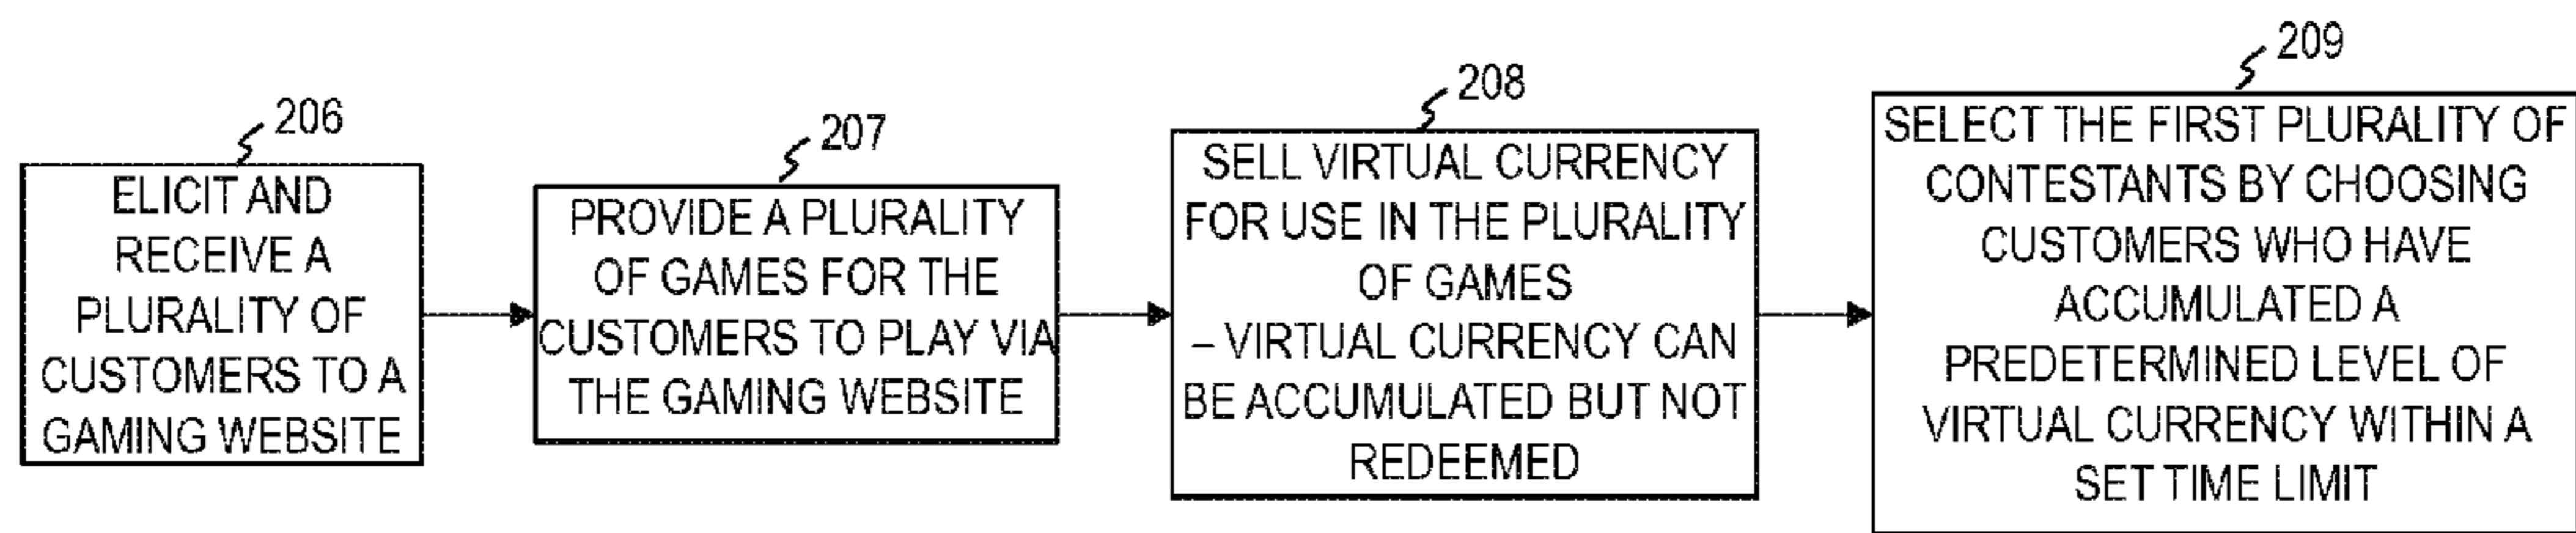 206
ELICIT AND
RECEIVE A
PLURALITY OF
CUSTOMERS TO A
GAMING WEBSITE
207
PROVIDE A PLURALITY
OF GAMES FOR THE
CUSTOMERS TO PLAY VIA
THE GAMING WEBSITE
208
SELL VIRTUAL CURRENCY
FOR USE IN THE PLURALITY
OF GAMES
– VIRTUAL CURRENCY CAN
BE ACCUMULATED BUT NOT
REDEEMED
209
SELECT THE FIRST PLURALITY OF
CONTESTANTS BY CHOOSING
CUSTOMERS WHO HAVE
ACCUMULATED A
PREDETERMINED LEVEL OF
VIRTUAL CURRENCY WITHIN A
SET TIME LIMIT